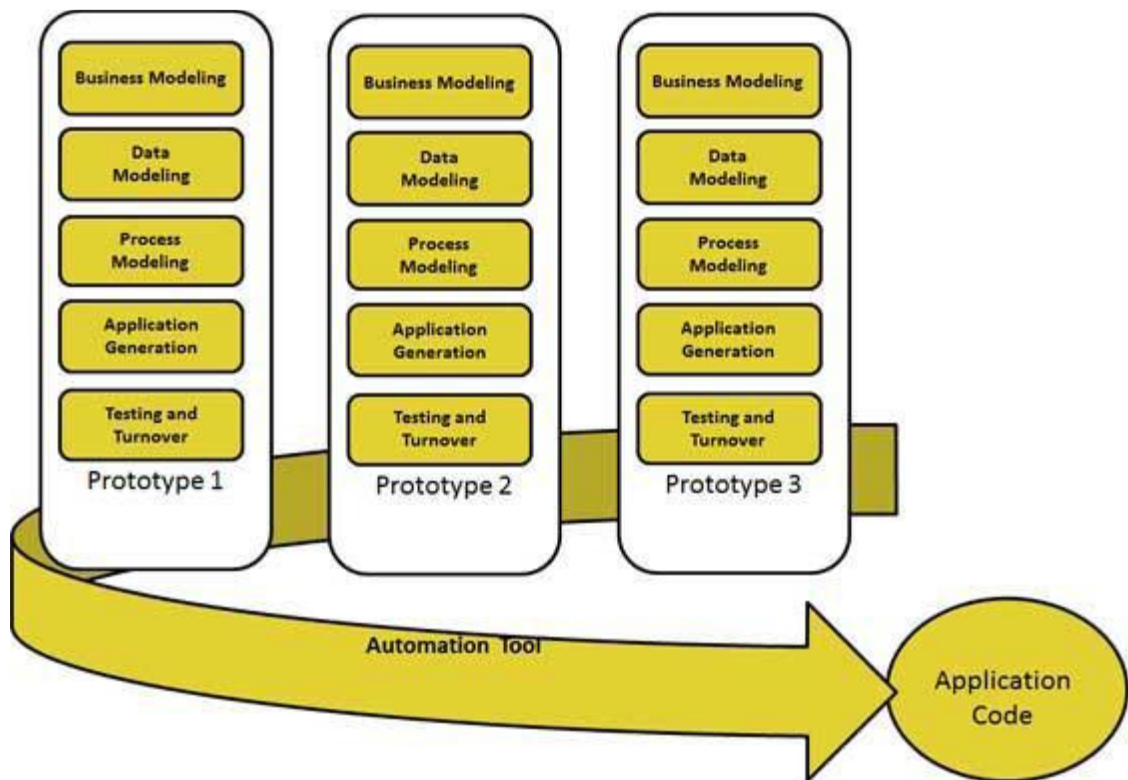 Business Modeling
Data
Modeling
Process
Modeling
Application
Generation
Testing and
Turnover
Prototype 1
Business Modeling
Data
Modeling
Process
Modeling
Application
Generation
Testing and
Turnover
Prototype 2
Business Modeling
Data
Modeling
Process
Modeling
Application
Generation
Testing and
Turnover
Prototype 3
Automation Tool
Application
Code